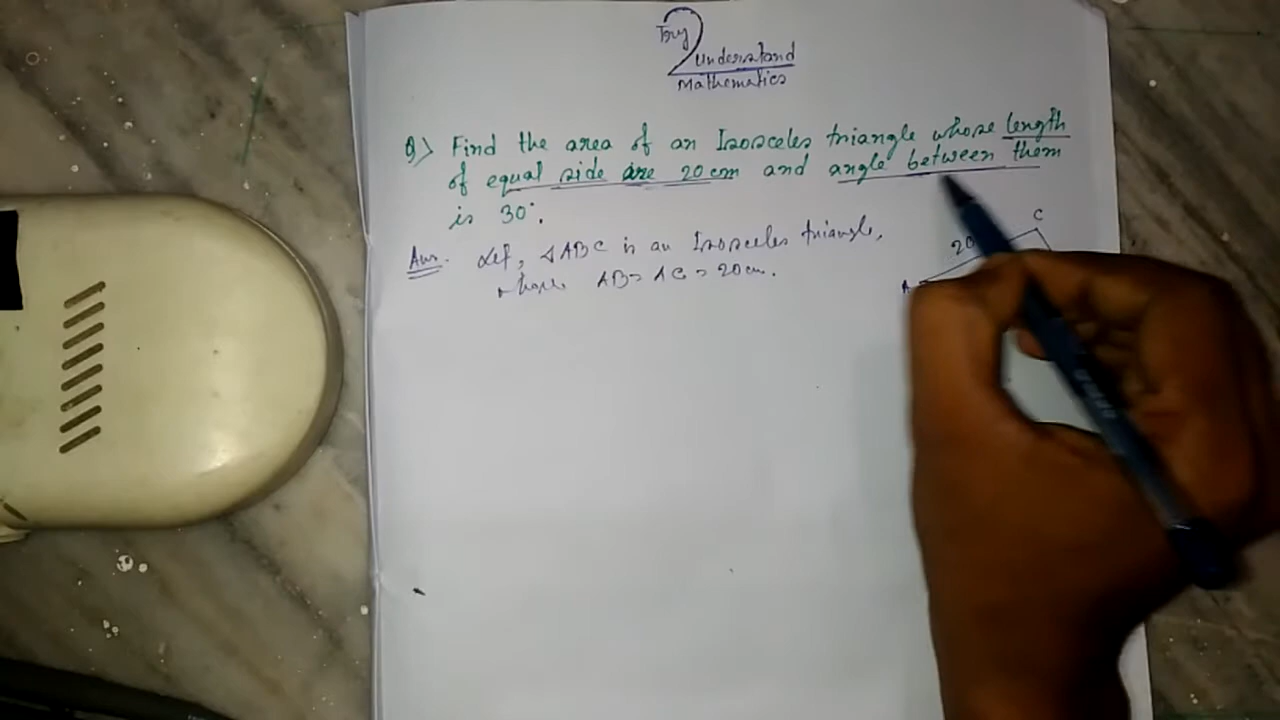 Try 2
Understand
Mathematics
Q> Find the area of an Isosceles triangle whose length
of equal side are 20 cm and angle between them
is 30°.
Ans. Let, ΔABC is an Isosceles triangle,
where AB = AC = 20 cm.
C
20
A